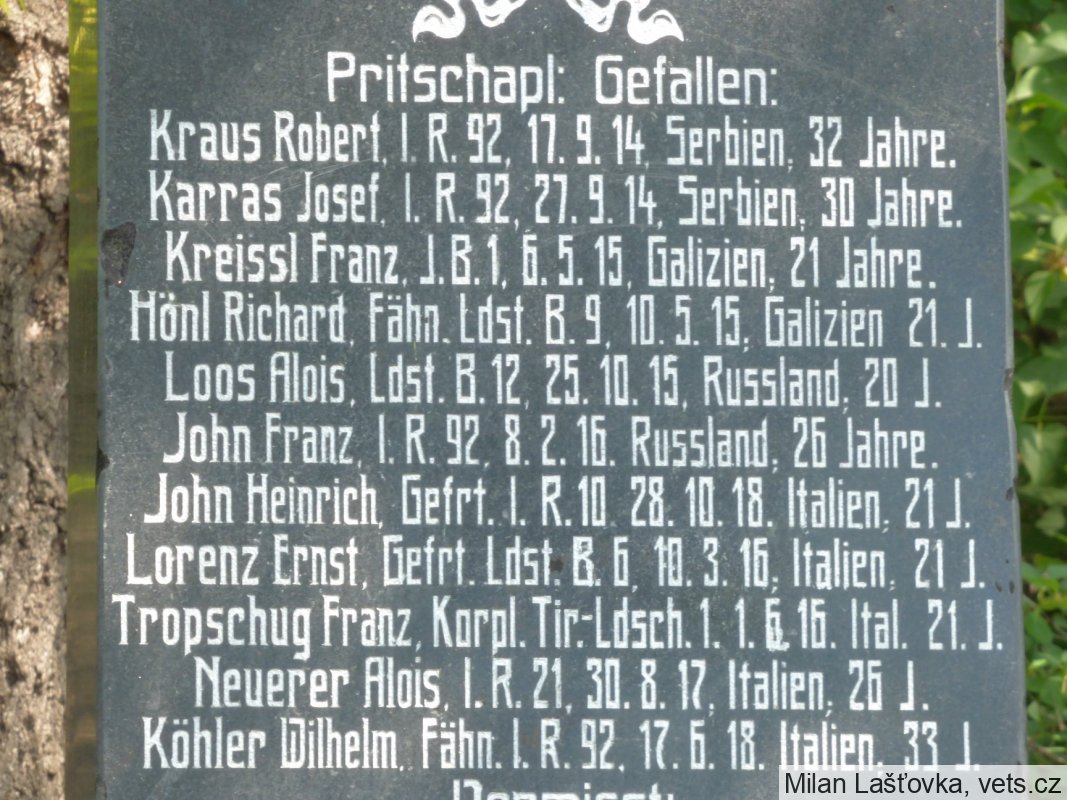 Pritschapl: Gefallen:
Kraus Robert, I. R. 92, 17. 9. 14, Serbien, 32 Jahre.
Karras Josef, I. R. 92, 27. 9. 14, Serbien, 30 Jahre.
Kreissl Franz, J. B. 1, 6. 5. 15, Galizien, 21 Jahre.
Hönl Richard, Fähn. Ldst. B. 9, 10. 5. 15, Galizien 21. J.
Loos Alois, Ldst. B. 12, 25. 10. 15, Russland, 20 J.
John Franz, I. R. 92, 8. 2. 16. Russland, 26 Jahre.
John Heinrich, Gefrt. I. R. 10 28. 10. 18. Italien, 21 J.
Lorenz Ernst, Gefrt. Ldst. B. 6, 10. 3. 16, Italien, 21 J.
Tropschug Franz, Korpl. Tir.-Ldsch. 1. 1. 6 16. Ital. 21. J.
Neuerer Alois, I. R. 21, 30. 8. 17, Italien, 26 J.
Köhler Wilhelm, Fähn. I. R. 92, 17. 6. 18. Italien, 33 J.
Vermisst:
Milan Lašťovka, vets.cz